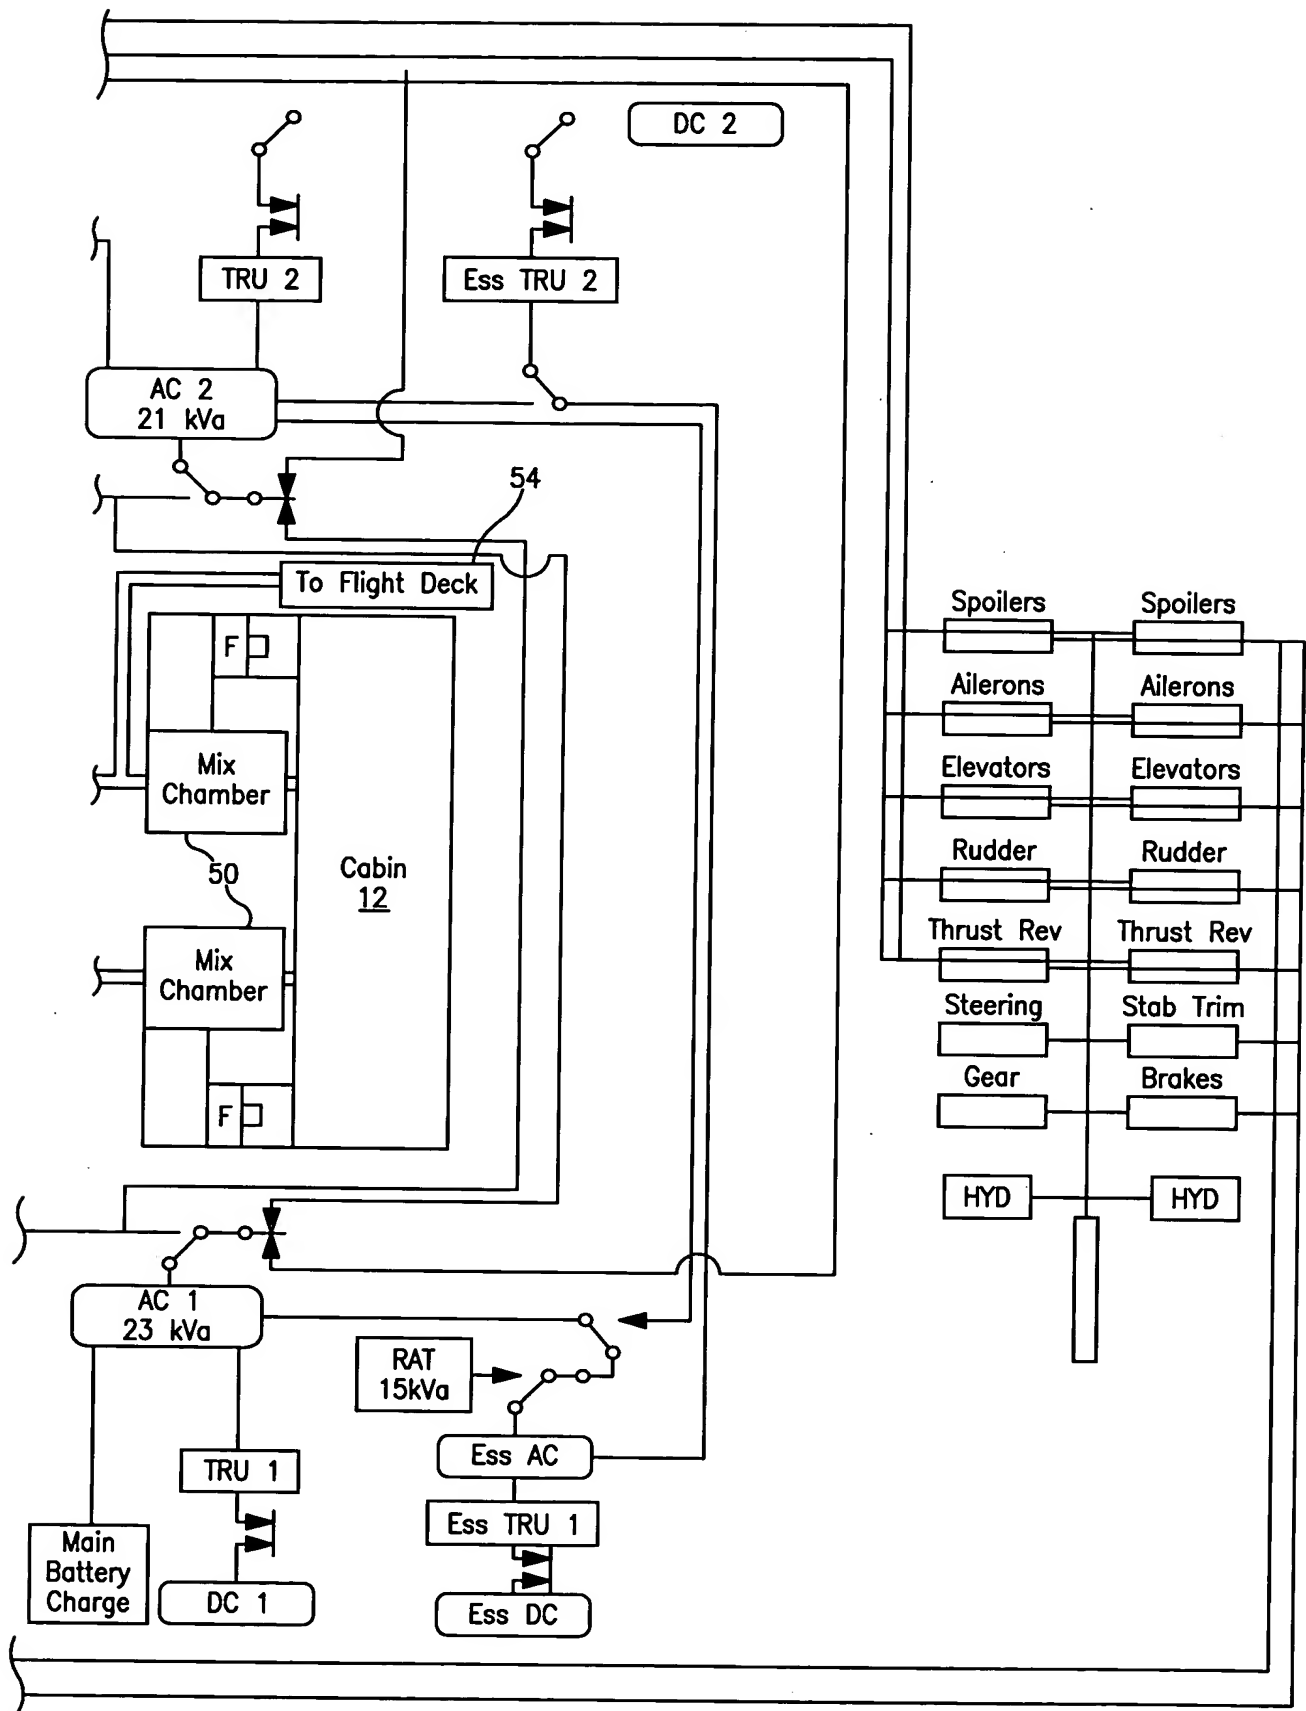 DC 2
TRU 2
Ess TRU 2
AC 2
21 kVa
54
To Flight Deck
F
Mix
Chamber
50
Cabin
12
Mix
Chamber
F
Spoilers
Spoilers
Ailerons
Ailerons
Elevators
Elevators
Rudder
Rudder
Thrust Rev
Thrust Rev
Steering
Stab Trim
Gear
Brakes
HYD
HYD
AC 1
23 kVa
RAT
15kVa
Ess AC
TRU 1
Ess TRU 1
Main
Battery
Charge
DC 1
Ess DC